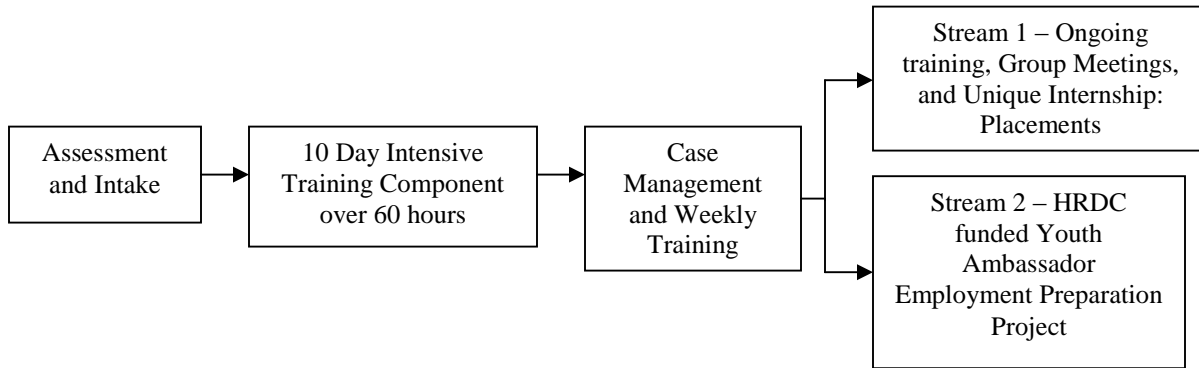 Assessment
and Intake
10 Day Intensive
Training Component
over 60 hours
Case
Management
and Weekly
Training
Stream 1 – Ongoing
training, Group Meetings,
and Unique Internship:
Placements
Stream 2 – HRDC
funded Youth
Ambassador
Employment Preparation
Project